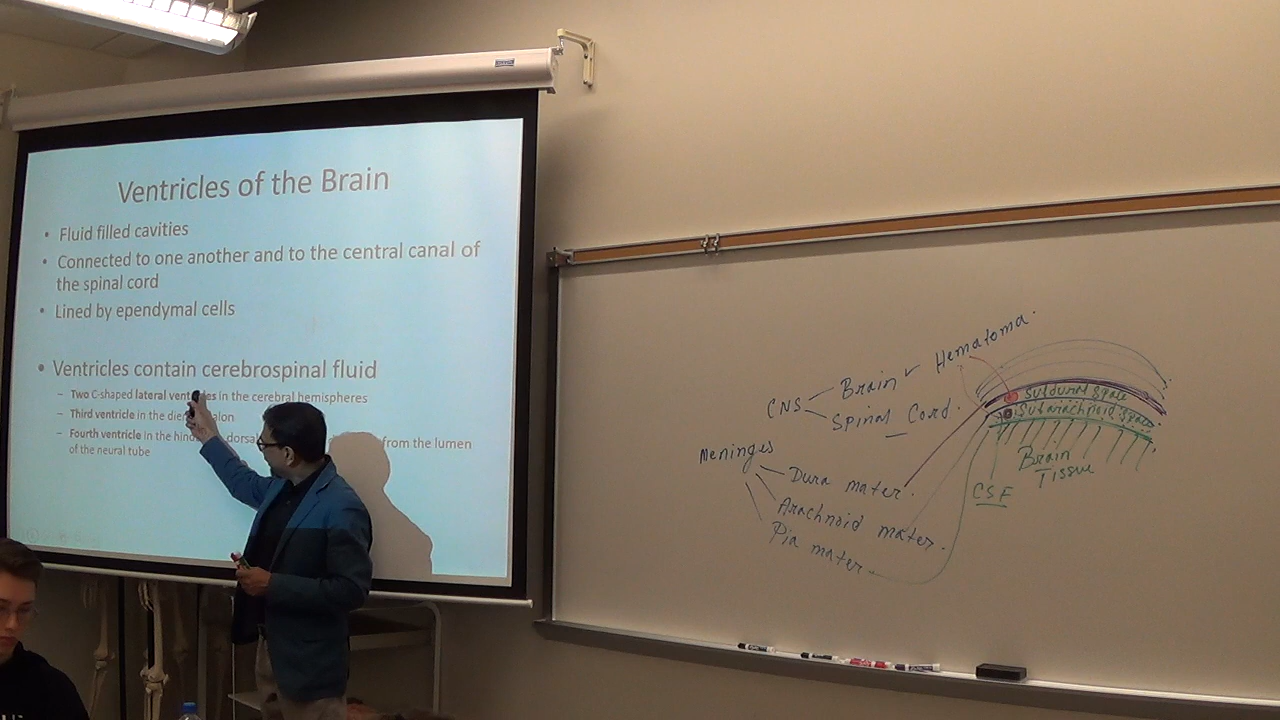 Ventricles of the Brain
• Fluid filled cavities
• Connected to one another and to the central canal of
the spinal cord
• Lined by ependymal cells
• Ventricles contain cerebrospinal fluid
– Two C-shaped lateral ventricles in the cerebral hemispheres
– Third ventricle in the
– Fourth ventricle in the from the lumen
of the neural tube
Hematoma.
CNS
Brain
Spinal Cord.
Meninges
Dura mater.
Arachnoid mater.
Pia mater
Subdural space
Subarachnoid space
Brain
Tissue
CSF